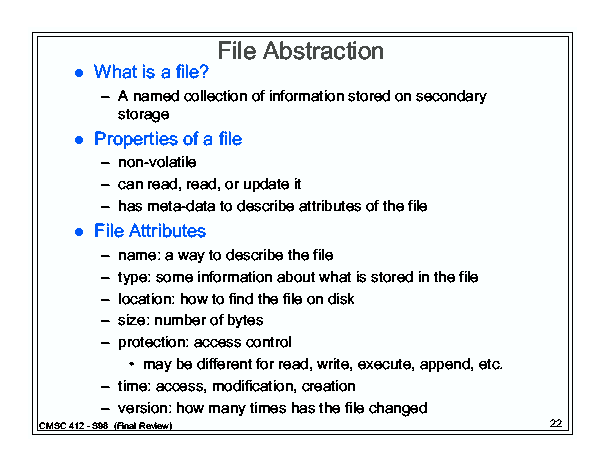 File Abstraction
● What is a file?
– A named collection of information stored on secondary
storage
● Properties of a file
– non-volatile
– can read, read, or update it
– has meta-data to describe attributes of the file
● File Attributes
– name: a way to describe the file
– type: some information about what is stored in the file
– location: how to find the file on disk
– size: number of bytes
– protection: access control
• may be different for read, write, execute, append, etc.
– time: access, modification, creation
– version: how many times has the file changed
CMSC 412 - S98 (Final Review)
22